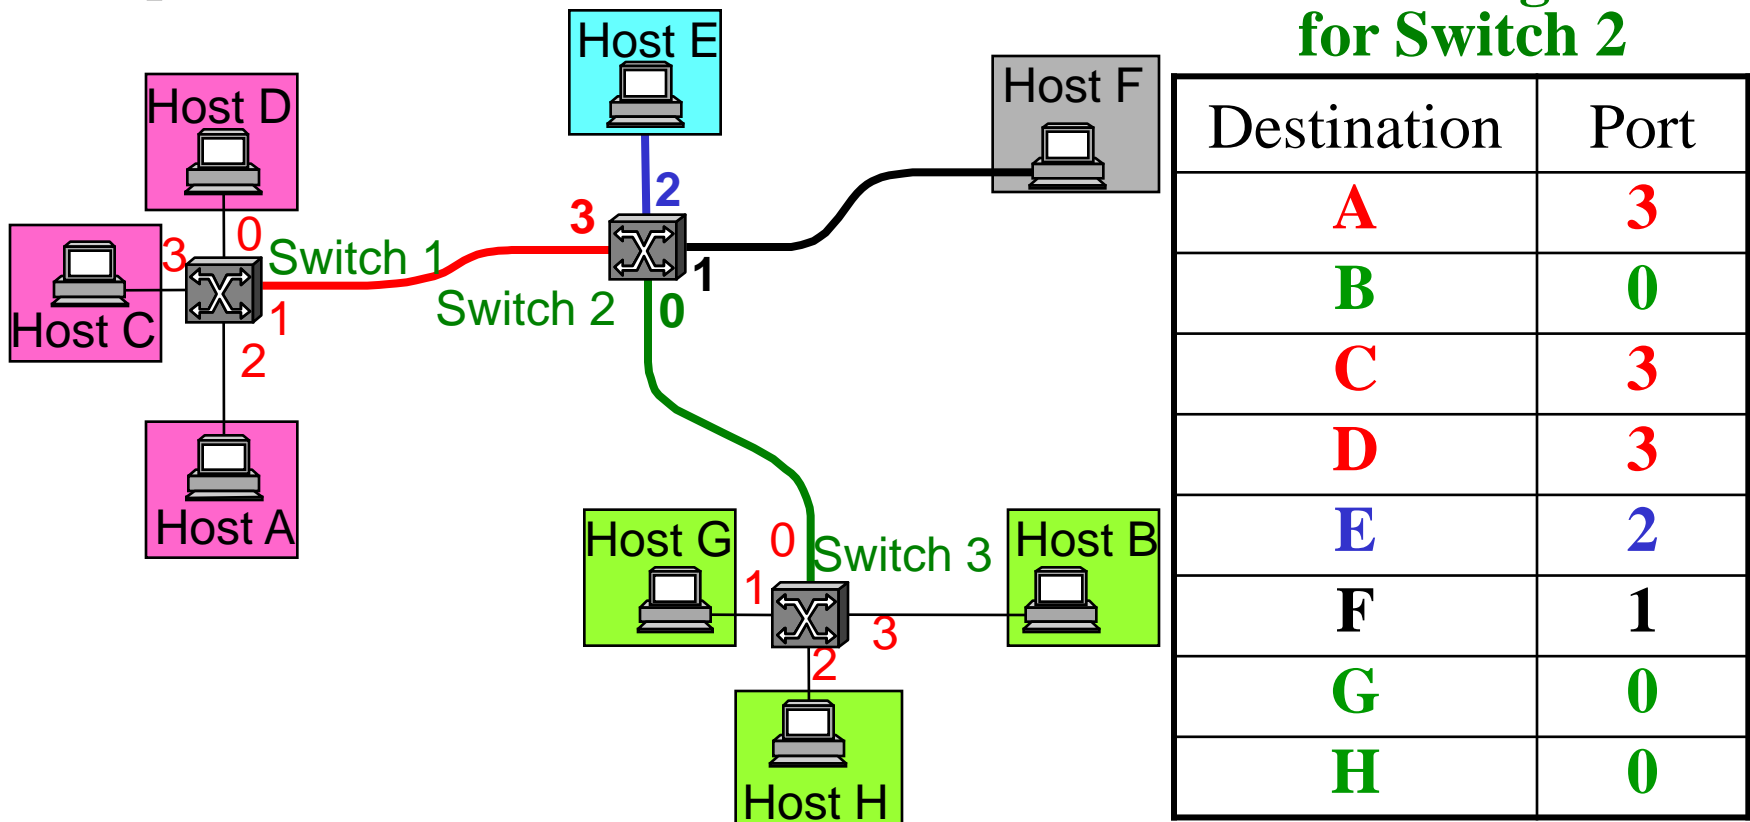 for Switch 2
Host E
Host F
Host D
Destination Port
2
A 3
3
0
3
Host C
Switch 1
1
B 0
Switch 2
0
1
2
C 3
D 3
Host A
E 2
Host G
0
Switch 3
Host B
1
3
F 1
2
G 0
H 0
Host H